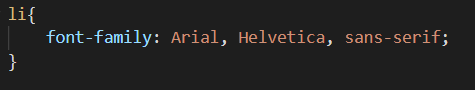 li{
    font-family: Arial, Helvetica, sans-serif;
}